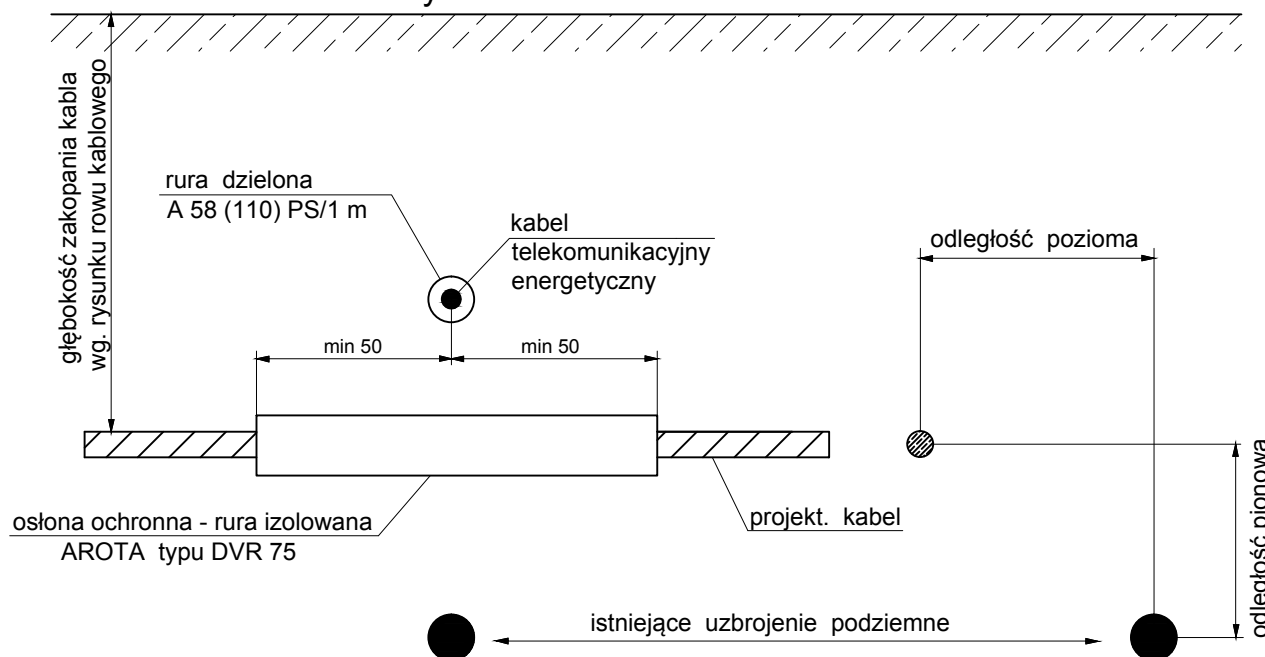 głębokość zakopania kabla
wg. rysunku rowu kablowego
rura dzielona
A 58 (110) PS/1 m
kabel
telekomunikacyjny
energetyczny
odległość pozioma
min 50
min 50
osłona ochronna - rura izolowana
AROTA typu DVR 75
projekt. kabel
odległość pionowa
istniejące uzbrojenie podziemne